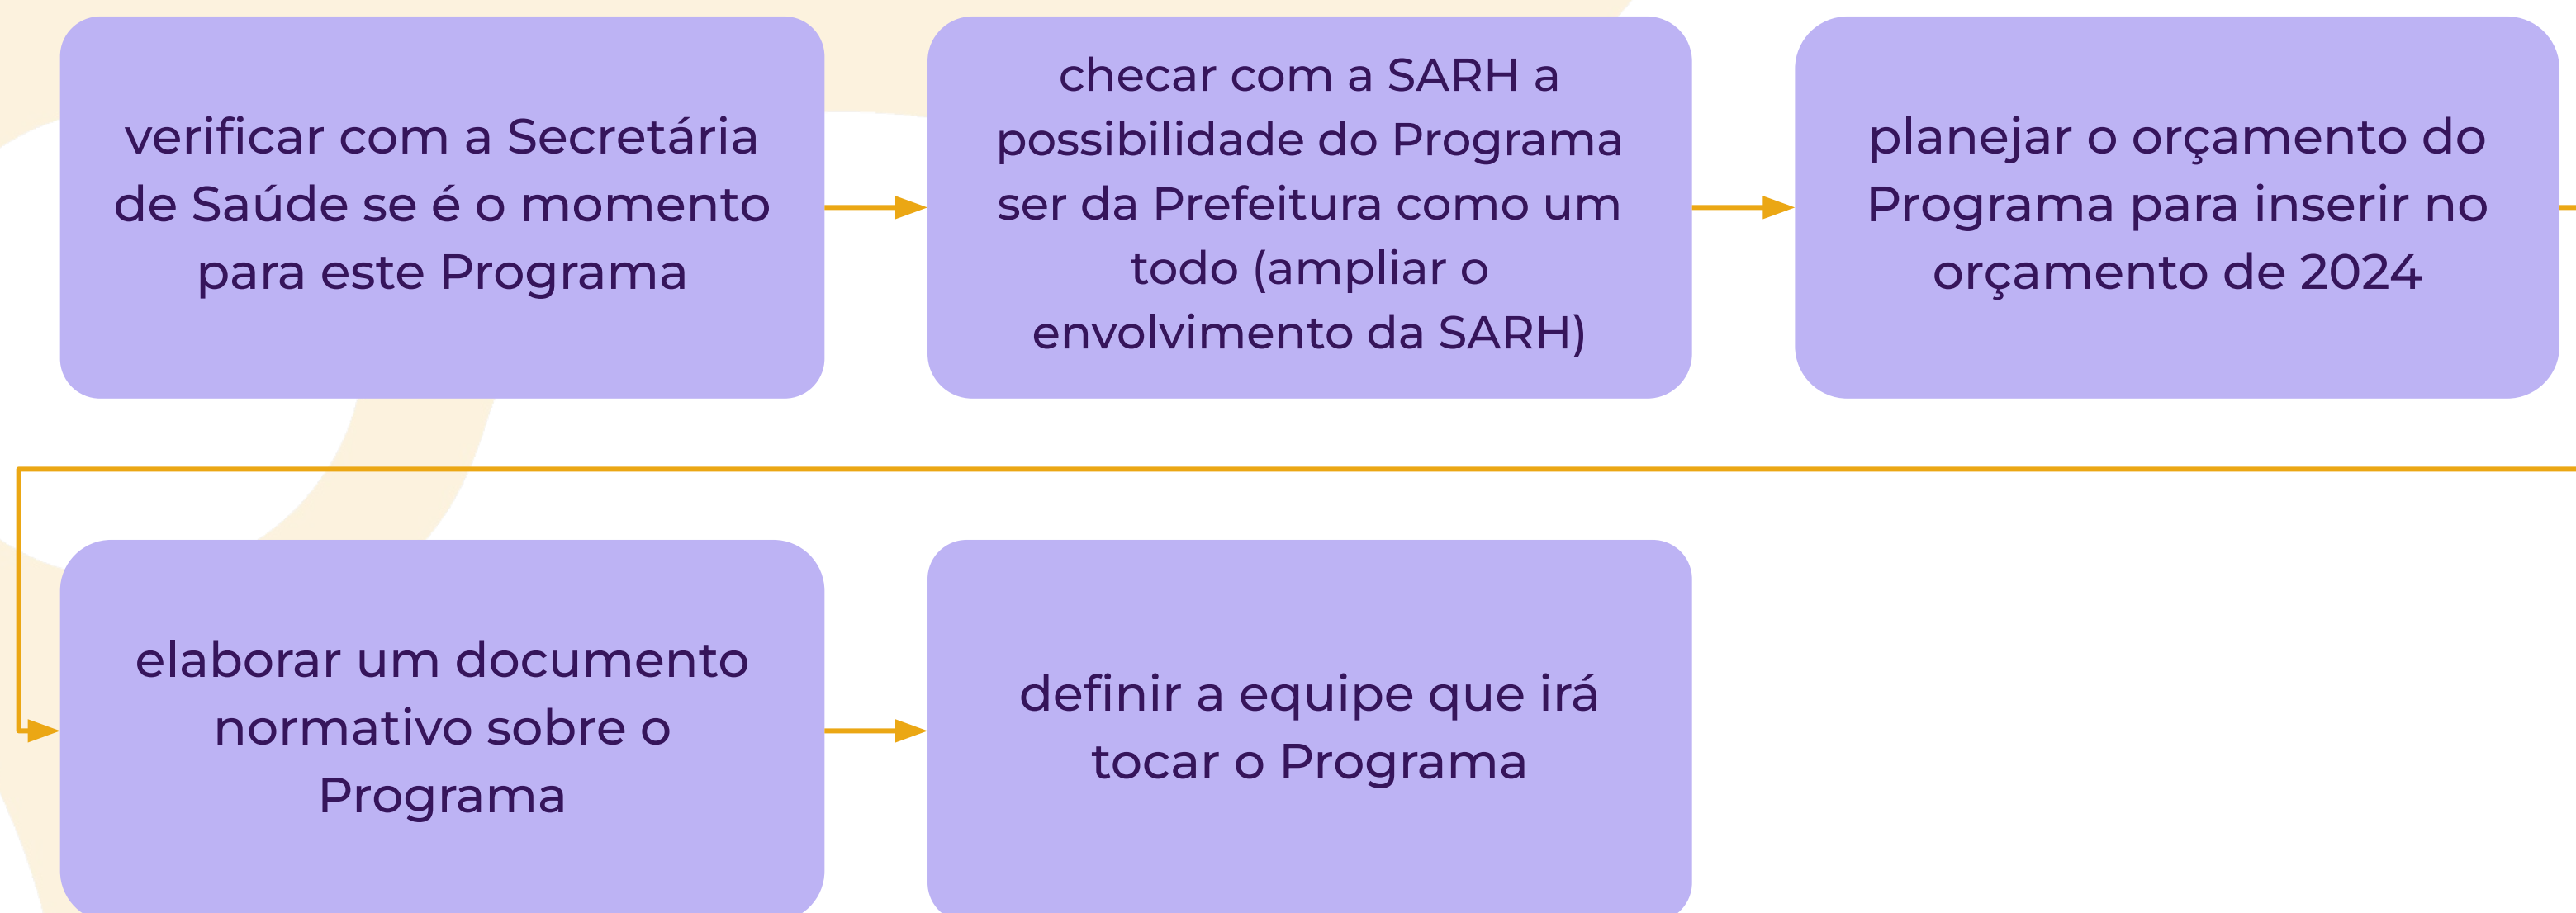 verificar com a Secretária
de Saúde se é o momento
para este Programa
checar com a SARH a
possibilidade do Programa
ser da Prefeitura como um
todo (ampliar o
envolvimento da SARH)
planejar o orçamento do
Programa para inserir no
orçamento de 2024
elaborar um documento
normativo sobre o
Programa
definir a equipe que irá
tocar o Programa